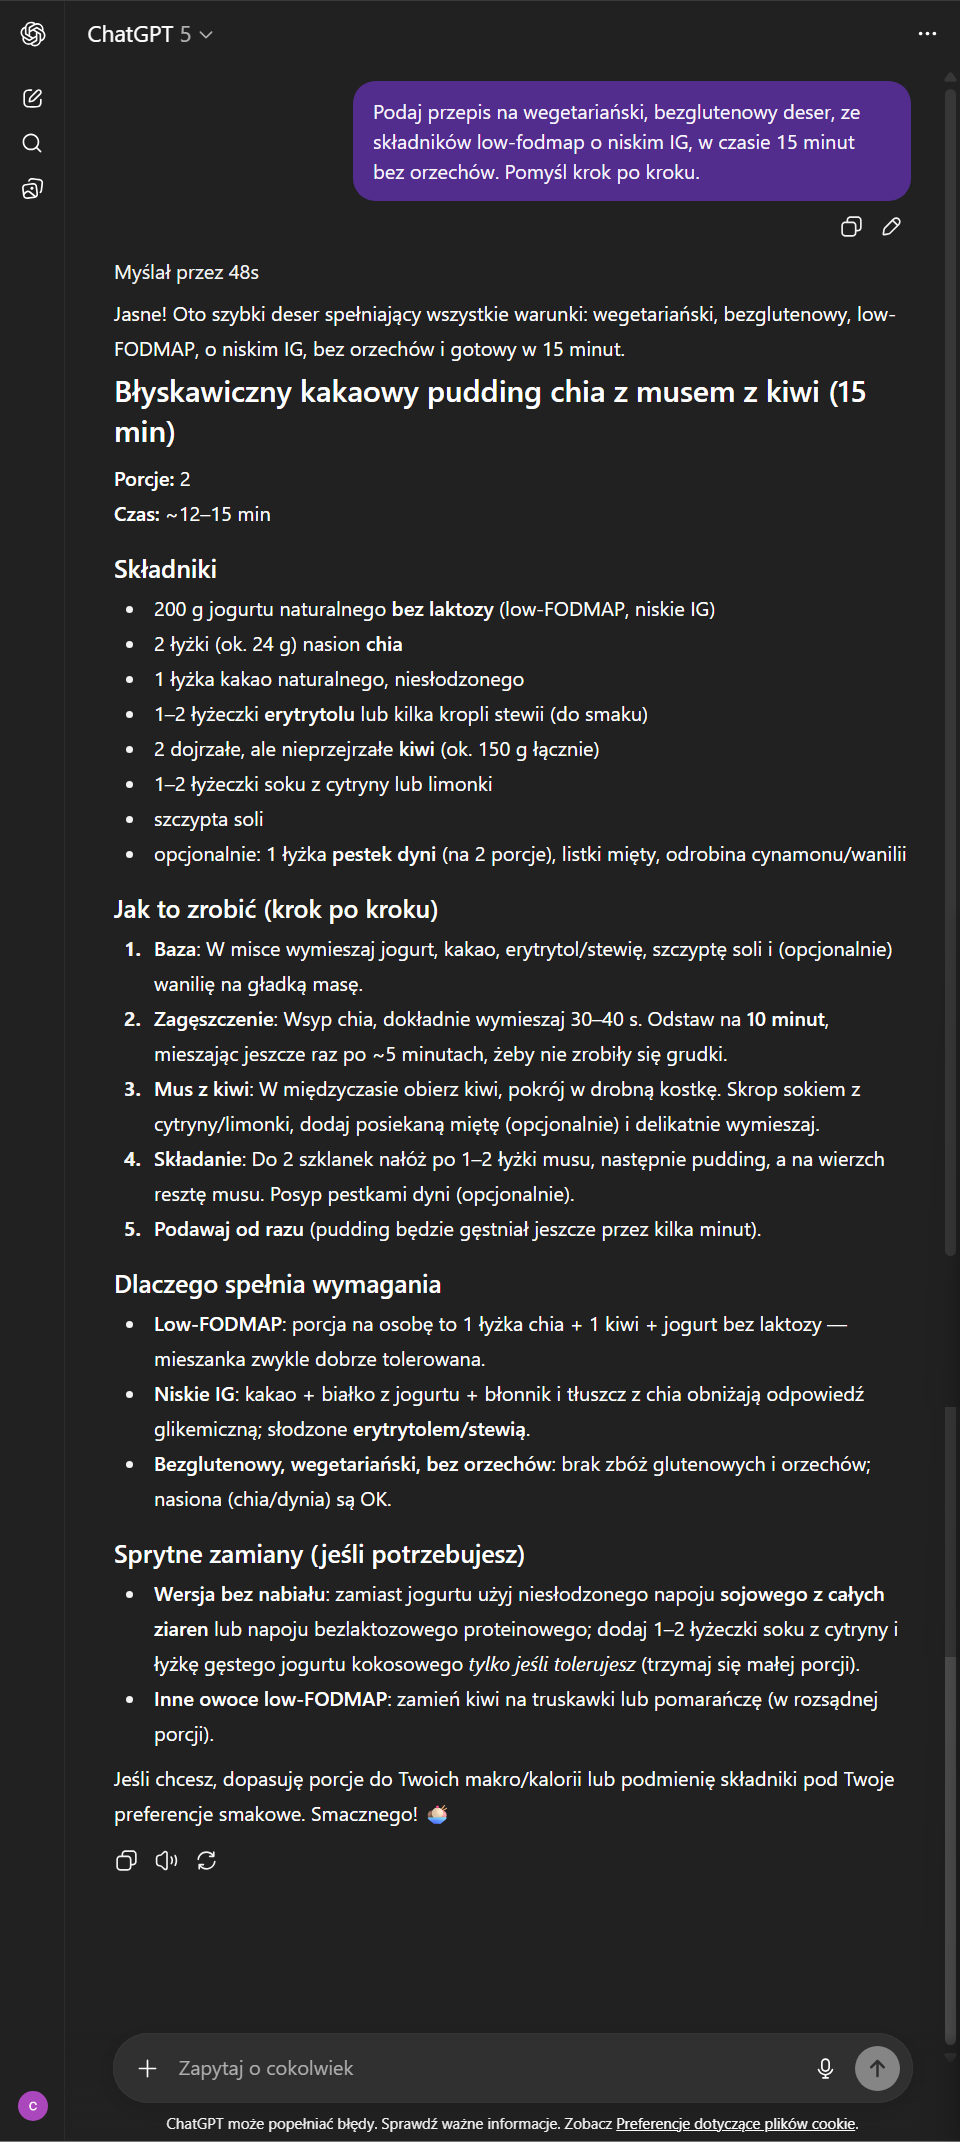 ChatGPT 5
Podaj przepis na wegetariański, bezglutenowy deser, ze
składników low-fodmap o niskim IG, w czasie 15 minut
bez orzechów. Pomyśl krok po kroku.
Myślał przez 48s
Jasne! Oto szybki deser spełniający wszystkie warunki: wegetariański, bezglutenowy, low-
FODMAP, o niskim IG, bez orzechów i gotowy w 15 minut.
Błyskawiczny kakaowy pudding chia z musem z kiwi (15
min)
Porcje: 2
Czas: ~12–15 min
Składniki
• 200 g jogurtu naturalnego bez laktozy (low-FODMAP, niskie IG)
• 2 łyżki (ok. 24 g) nasion chia
• 1 łyżka kakao naturalnego, niesłodzonego
• 1–2 łyżeczki erytrytolu lub kilka kropli stewii (do smaku)
• 2 dojrzałe, ale nieprzejrzałe kiwi (ok. 150 g łącznie)
• 1–2 łyżeczki soku z cytryny lub limonki
• szczypta soli
• opcjonalnie: 1 łyżka pestek dyni (na 2 porcje), listki mięty, odrobina cynamonu/wanilii
Jak to zrobić (krok po kroku)
1. Baza: W misce wymieszaj jogurt, kakao, erytrytol/stewię, szczyptę soli i (opcjonalnie)
wanilię na gładką masę.
2. Zagęszczenie: Wsyp chia, dokładnie wymieszaj 30–40 s. Odstaw na 10 minut,
mieszając jeszcze raz po ~5 minutach, żeby nie zrobiły się grudki.
3. Mus z kiwi: W międzyczasie obierz kiwi, pokrój w drobną kostkę. Skrop sokiem z
cytryny/limonki, dodaj posiekaną miętę (opcjonalnie) i delikatnie wymieszaj.
4. Składanie: Do 2 szklanek nałóż po 1–2 łyżki musu, następnie pudding, a na wierzch
resztę musu. Posyp pestkami dyni (opcjonalnie).
5. Podawaj od razu (pudding będzie gęstniał jeszcze przez kilka minut).
Dlaczego spełnia wymagania
• Low-FODMAP: porcja na osobę to 1 łyżka chia + 1 kiwi + jogurt bez laktozy —
mieszanka zwykle dobrze tolerowana.
• Niskie IG: kakao + białko z jogurtu + błonnik i tłuszcz z chia obniżają odpowiedź
glikemiczną; słodzone erytrytolem/stewią.
• Bezglutenowy, wegetariański, bez orzechów: brak zbóż glutenowych i orzechów;
nasiona (chia/dynia) są OK.
Sprytne zamiany (jeśli potrzebujesz)
• Wersja bez nabiału: zamiast jogurtu użyj niesłodzonego napoju sojowego z całych
ziaren lub napoju bezlaktozowego proteinowego; dodaj 1–2 łyżeczki soku z cytryny i
łyżkę gęstego jogurtu kokosowego tylko jeśli tolerujesz (trzymaj się małej porcji).
• Inne owoce low-FODMAP: zamień kiwi na truskawki lub pomarańczę (w rozsądnej
porcji).
Jeśli chcesz, dopasuję porcje do Twoich makro/kalorii lub podmienię składniki pod Twoje
preferencje smakowe. Smacznego! 🍧
Zapytaj o cokolwiek
C
ChatGPT może popełniać błędy. Sprawdź ważne informacje. Zobacz Preferencje dotyczące plików cookie.